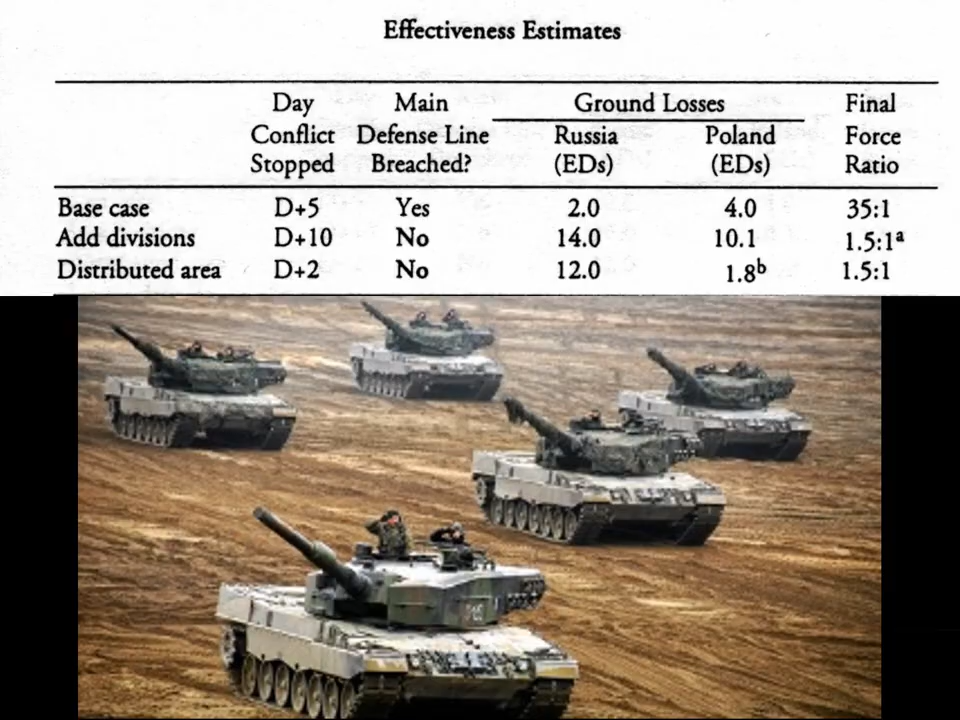 Effectiveness Estimates
Day Main Ground Losses Final
Conflict Defense Line Russia Poland Force
Stopped Breached? (EDs) (EDs) Ratio
Base case D+5 Yes 2.0 4.0 35:1
Add divisions D+10 No 14.0 10.1 1.5:1ᵃ
Distributed area D+2 No 12.0 1.8ᵇ 1.5:1